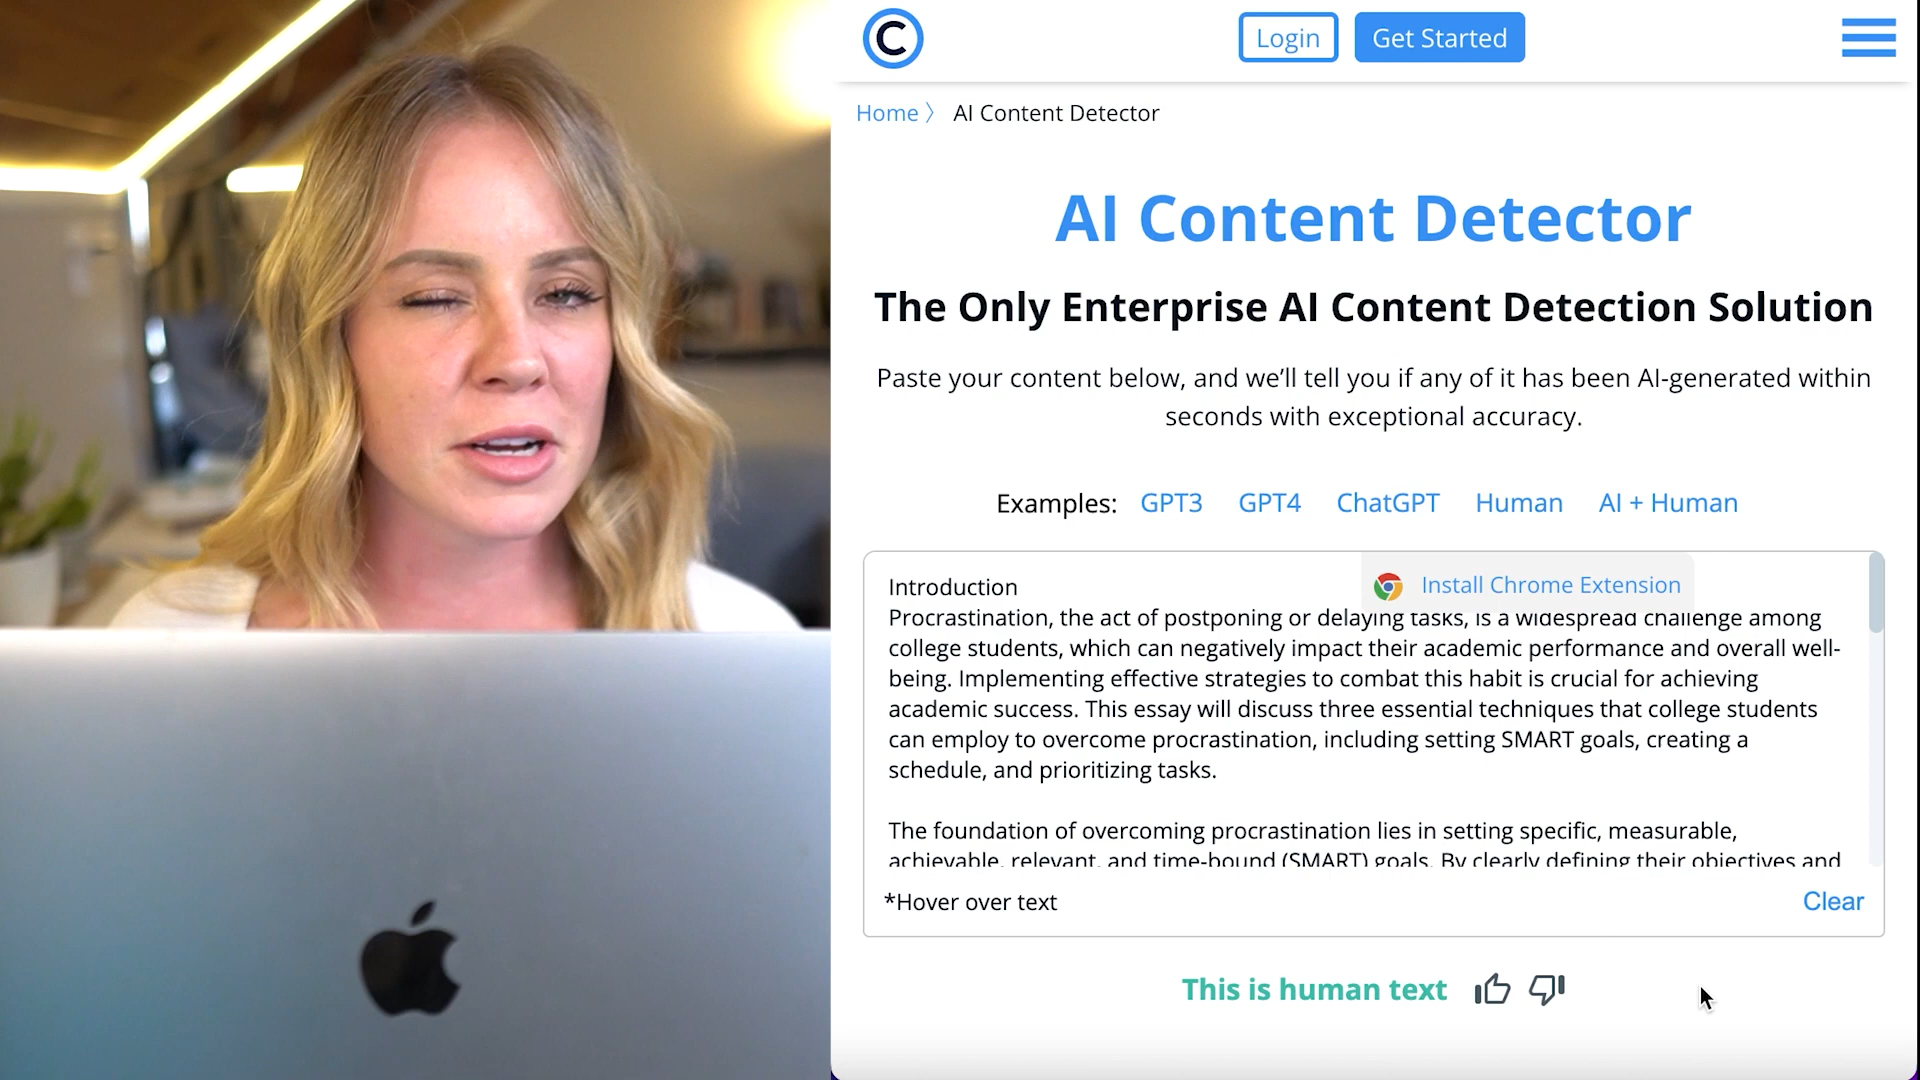 C
Login
Get Started
Home 〉 AI Content Detector
AI Content Detector
The Only Enterprise AI Content Detection Solution
Paste your content below, and we’ll tell you if any of it has been AI-generated within
seconds with exceptional accuracy.
Examples: GPT3 GPT4 ChatGPT Human AI + Human
Install Chrome Extension
Introduction
Procrastination, the act of postponing or delaying tasks, is a widespread challenge among
college students, which can negatively impact their academic performance and overall well-
being. Implementing effective strategies to combat this habit is crucial for achieving
academic success. This essay will discuss three essential techniques that college students
can employ to overcome procrastination, including setting SMART goals, creating a
schedule, and prioritizing tasks.
The foundation of overcoming procrastination lies in setting specific, measurable,
achievable, relevant, and time-bound (SMART) goals. By clearly defining their objectives and
*Hover over text
Clear
This is human text